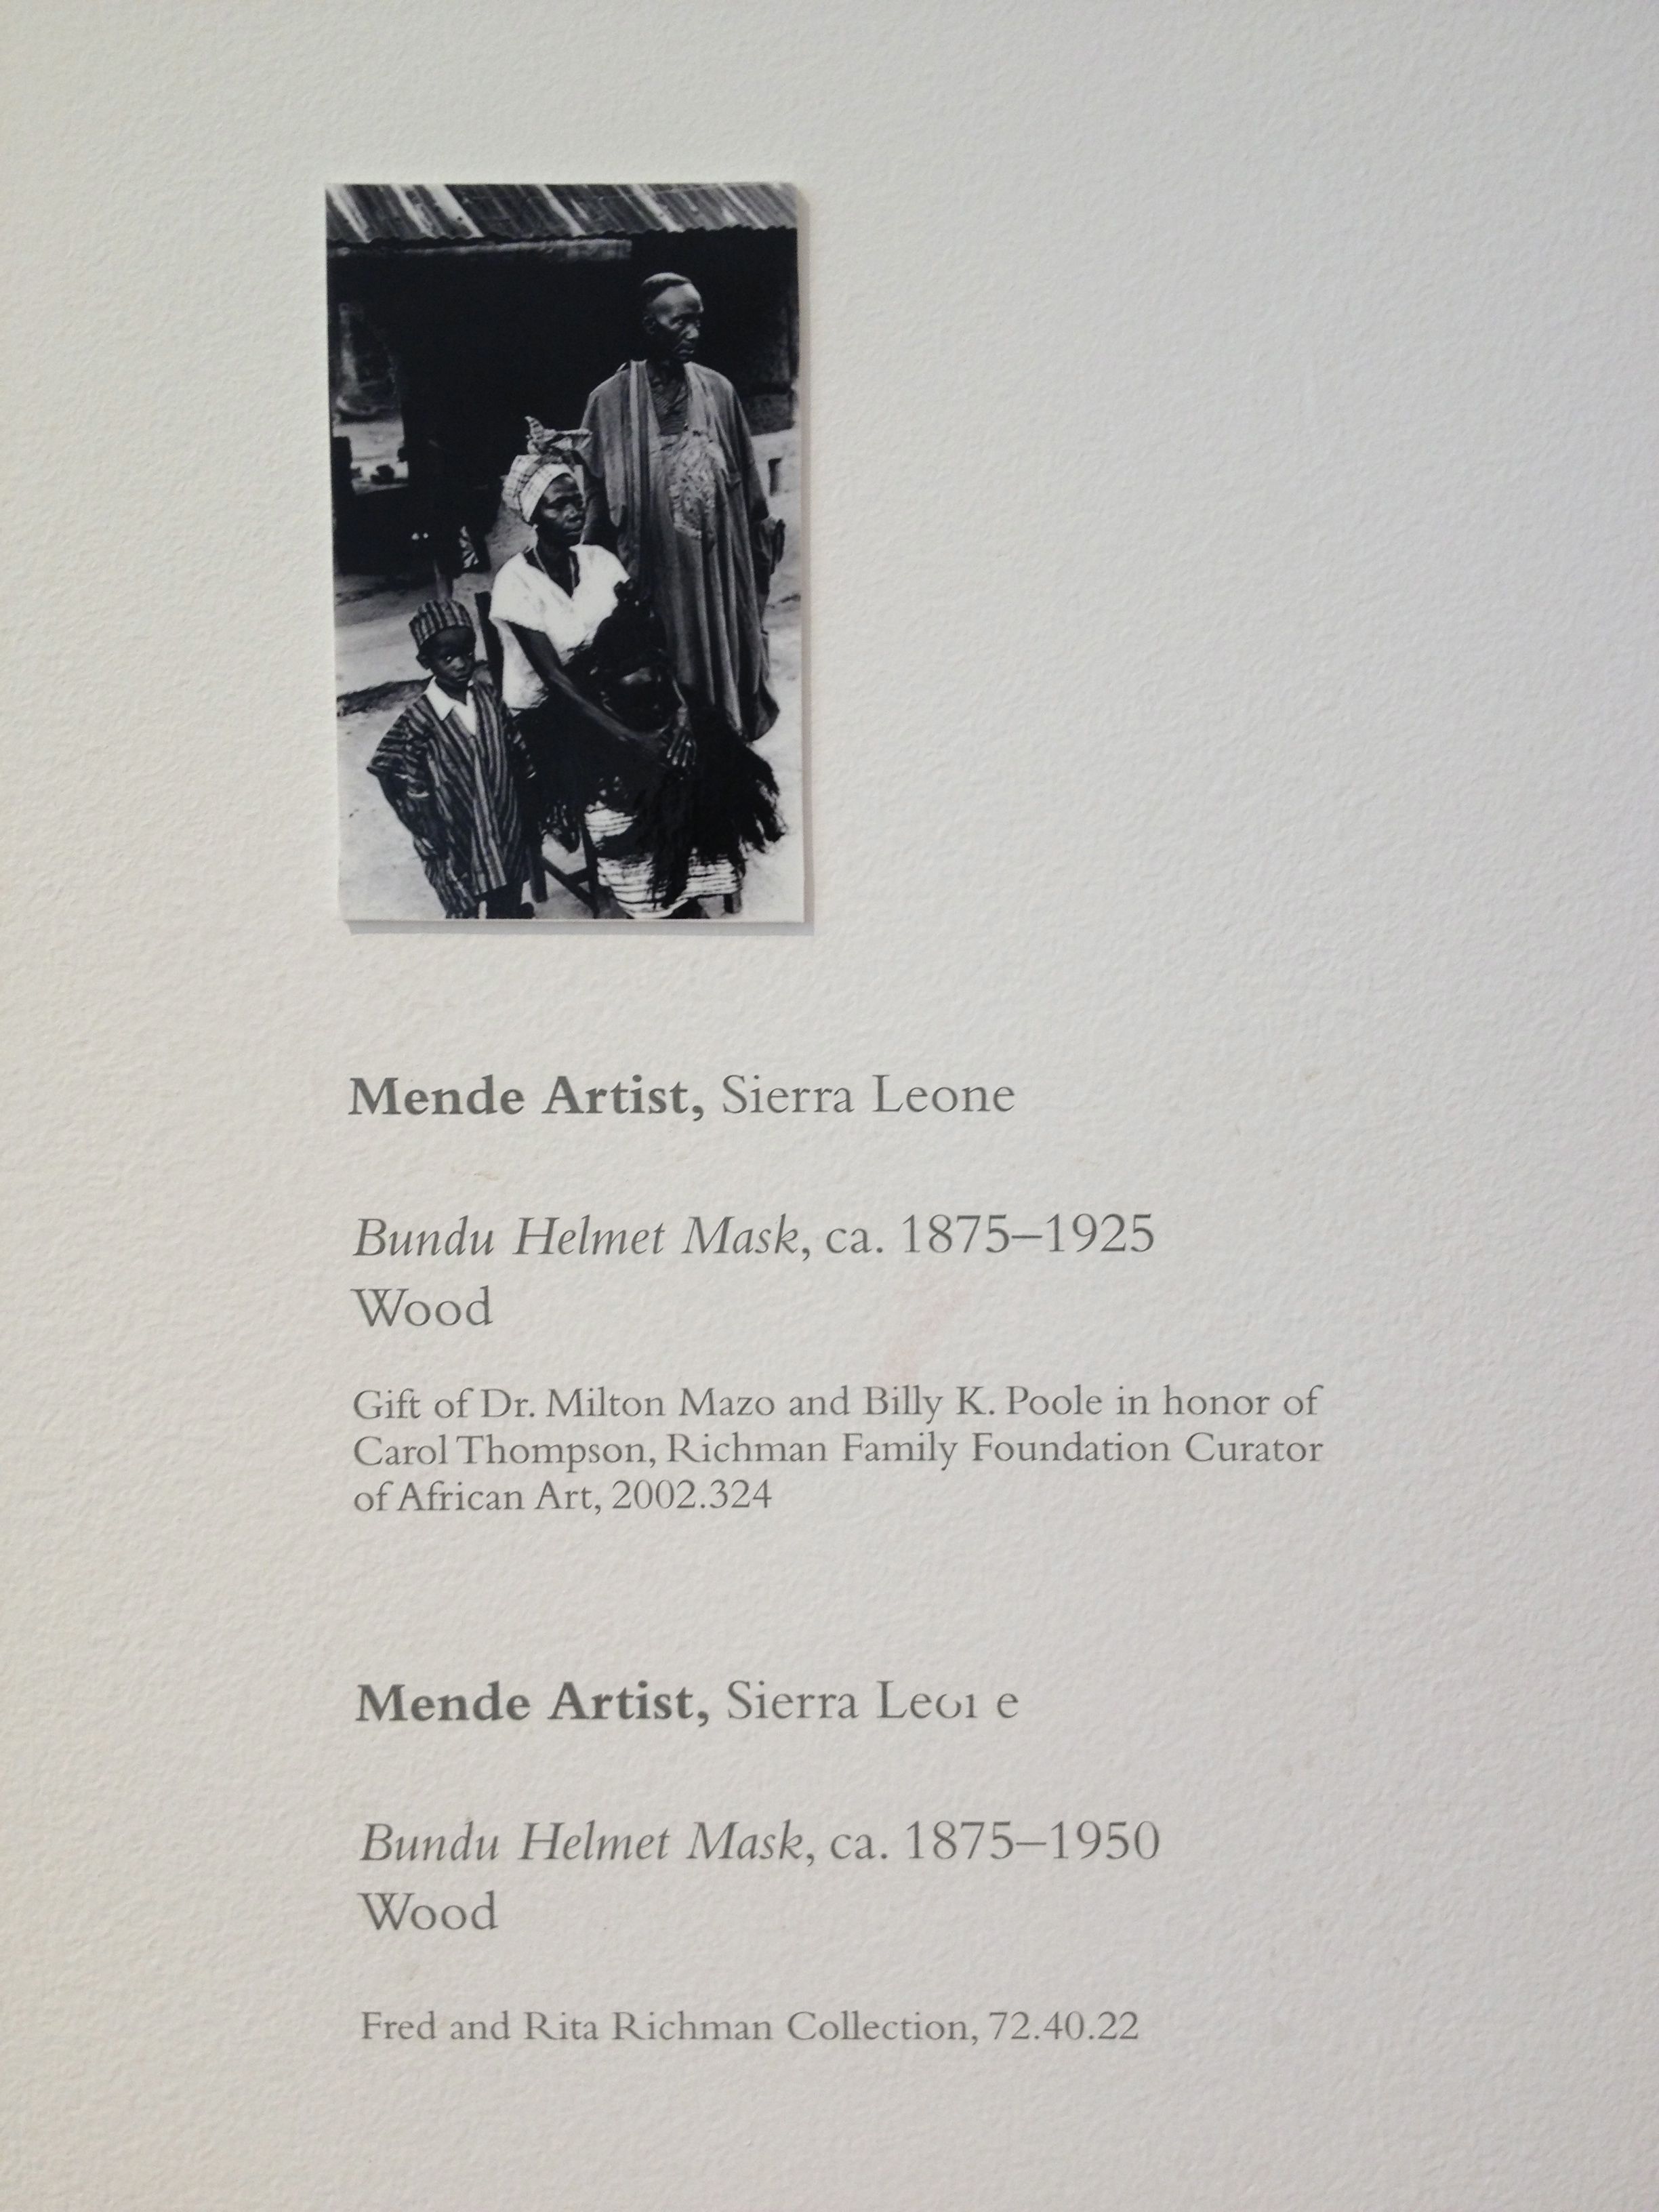 Mende Artist, Sierra Leone
Bundu Helmet Mask, ca. 1875–1925
Wood
Gift of Dr. Milton Mazo and Billy K. Poole in honor of
Carol Thompson, Richman Family Foundation Curator
of African Art, 2002.324
Mende Artist, Sierra Leone
Bundu Helmet Mask, ca. 1875–1950
Wood
Fred and Rita Richman Collection, 72.40.22